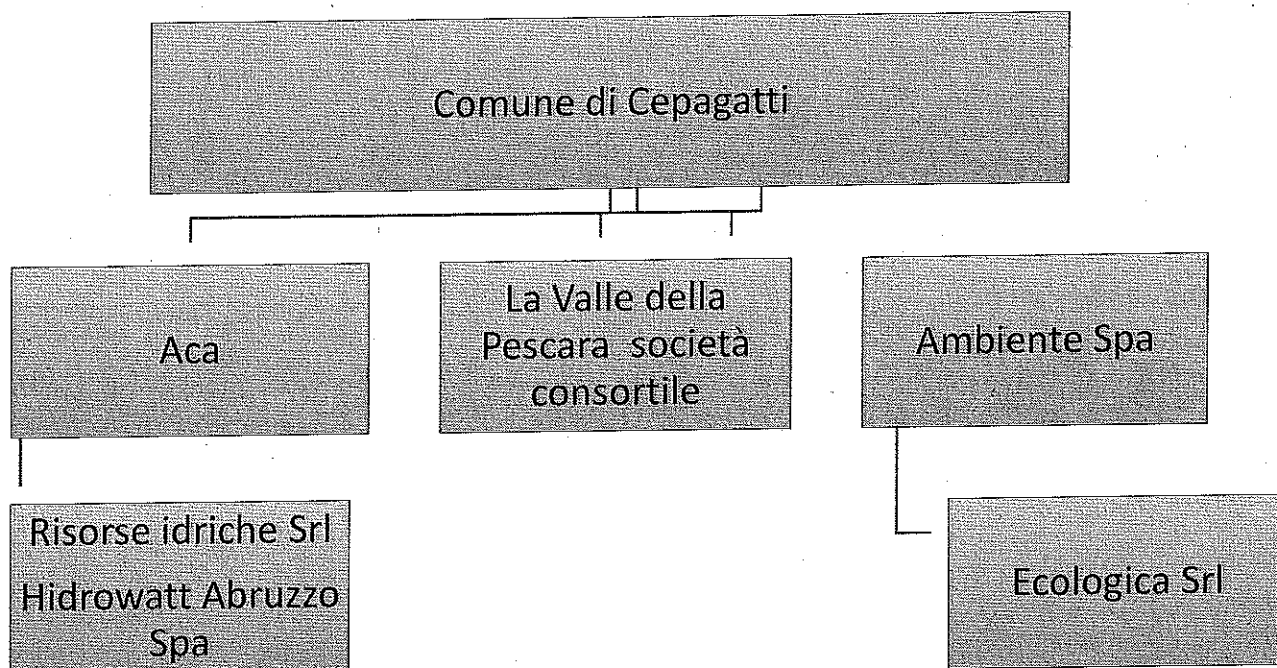 Comune di Cepagatti
Aca
La Valle della
Pescara società
consortile
Ambiente Spa
Risorse idriche Srl
Hidrowatt Abruzzo
Spa
Ecologica Srl